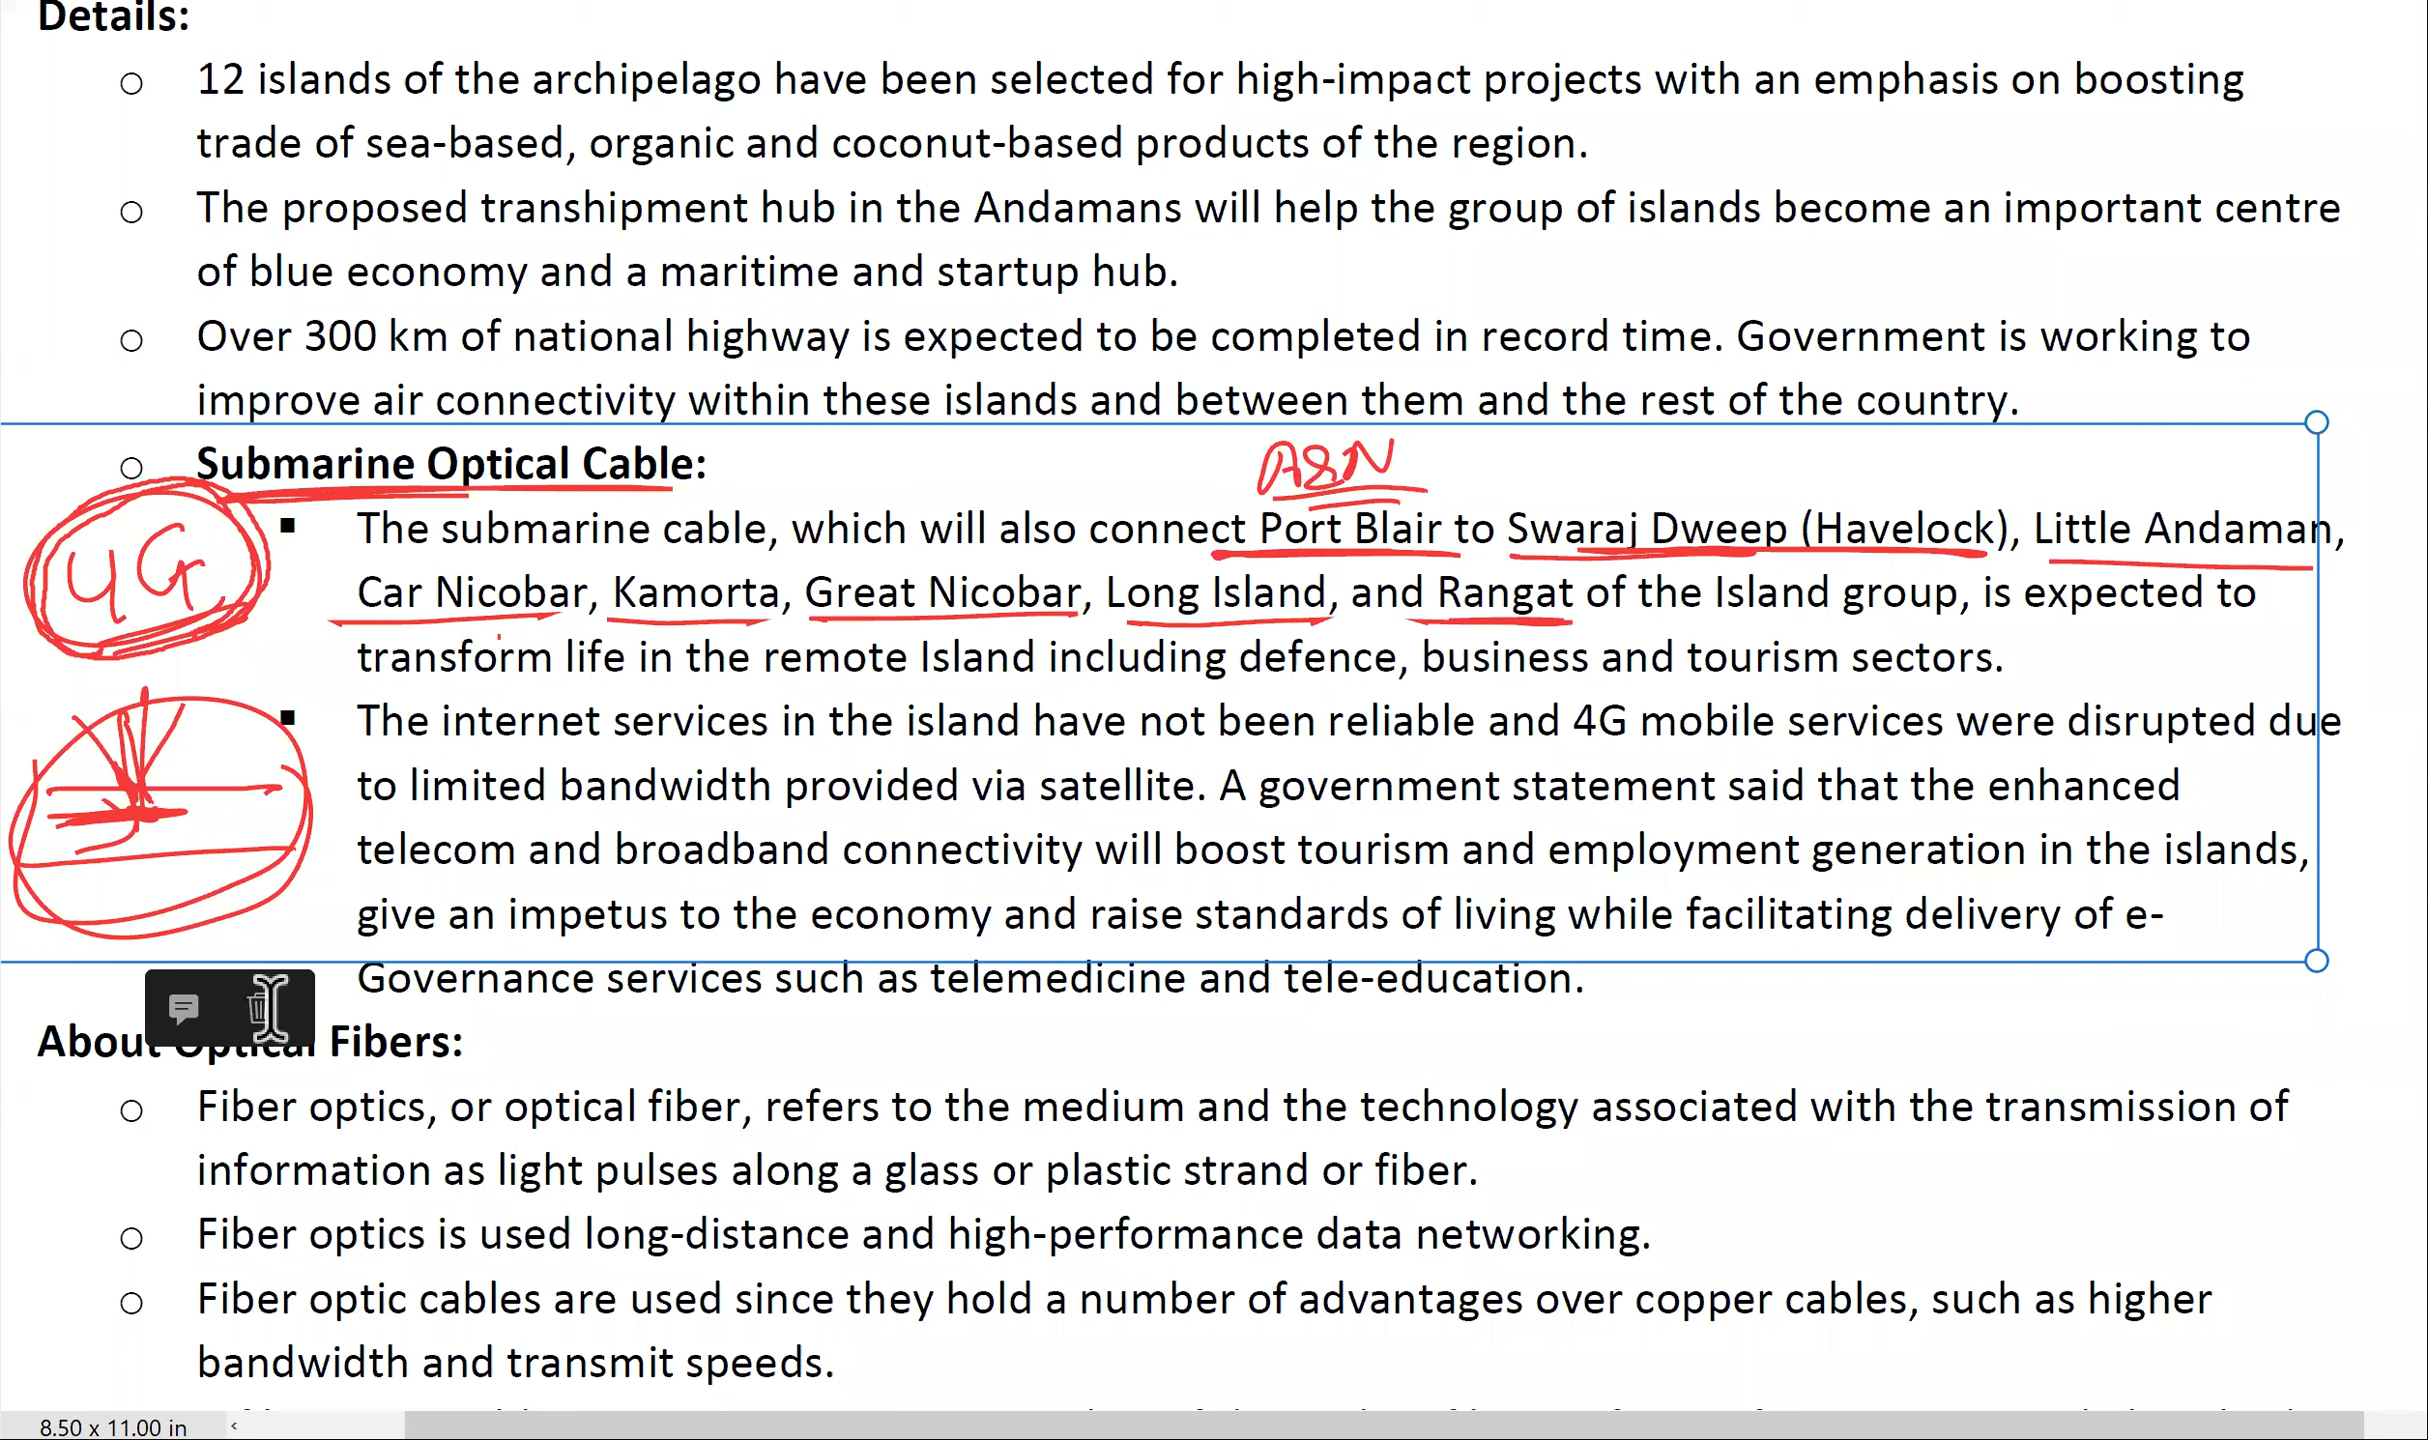 Details:
○ 12 islands of the archipelago have been selected for high-impact projects with an emphasis on boosting
trade of sea-based, organic and coconut-based products of the region.
○ The proposed transhipment hub in the Andamans will help the group of islands become an important centre
of blue economy and a maritime and startup hub.
○ Over 300 km of national highway is expected to be completed in record time. Government is working to
improve air connectivity within these islands and between them and the rest of the country.
○ Submarine Optical Cable:
A&N
4G
▪ The submarine cable, which will also connect Port Blair to Swaraj Dweep (Havelock), Little Andaman,
Car Nicobar, Kamorta, Great Nicobar, Long Island, and Rangat of the Island group, is expected to
transform life in the remote Island including defence, business and tourism sectors.
▪ The internet services in the island have not been reliable and 4G mobile services were disrupted due
to limited bandwidth provided via satellite. A government statement said that the enhanced
telecom and broadband connectivity will boost tourism and employment generation in the islands,
give an impetus to the economy and raise standards of living while facilitating delivery of e-
Governance services such as telemedicine and tele-education.
About Optical Fibers:
○ Fiber optics, or optical fiber, refers to the medium and the technology associated with the transmission of
information as light pulses along a glass or plastic strand or fiber.
○ Fiber optics is used long-distance and high-performance data networking.
○ Fiber optic cables are used since they hold a number of advantages over copper cables, such as higher
bandwidth and transmit speeds.
8.50 x 11.00 in